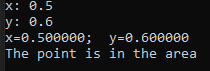 x: 0.5
y: 0.6
x=0.500000;  y=0.600000
The point is in the area